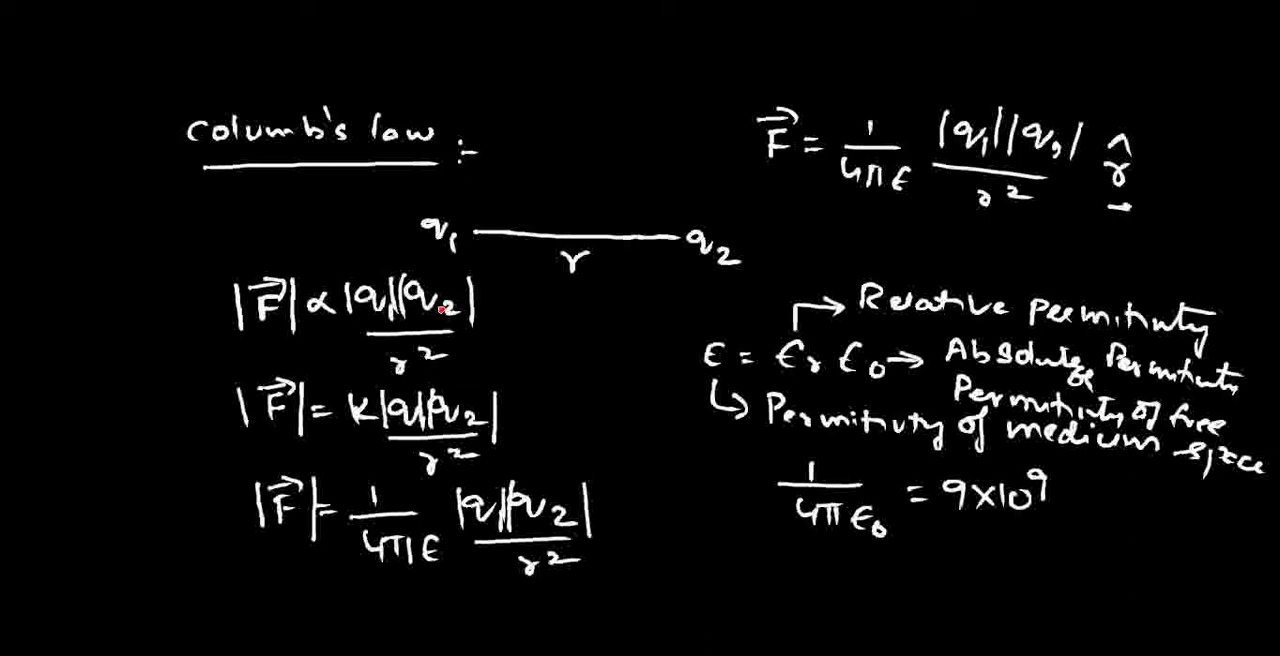 Columb's law :-
q₁ ——— q₂
r
|F⃗| ∝ |q₁||q₂| / r²
|F⃗| = K|q₁||q₂| / r²
|F⃗| = 1/4πϵ |q₁||q₂| / r²
F⃗ = 1/4πϵ |q₁||q₂| / r² r̂
→ Relative Permitivity
ϵ = ϵᵣ ϵ₀ → Absolute Permitivity
or
Permitivity of free
space
↳ Permitivity of medium
1/4πϵ₀ = 9×10⁹